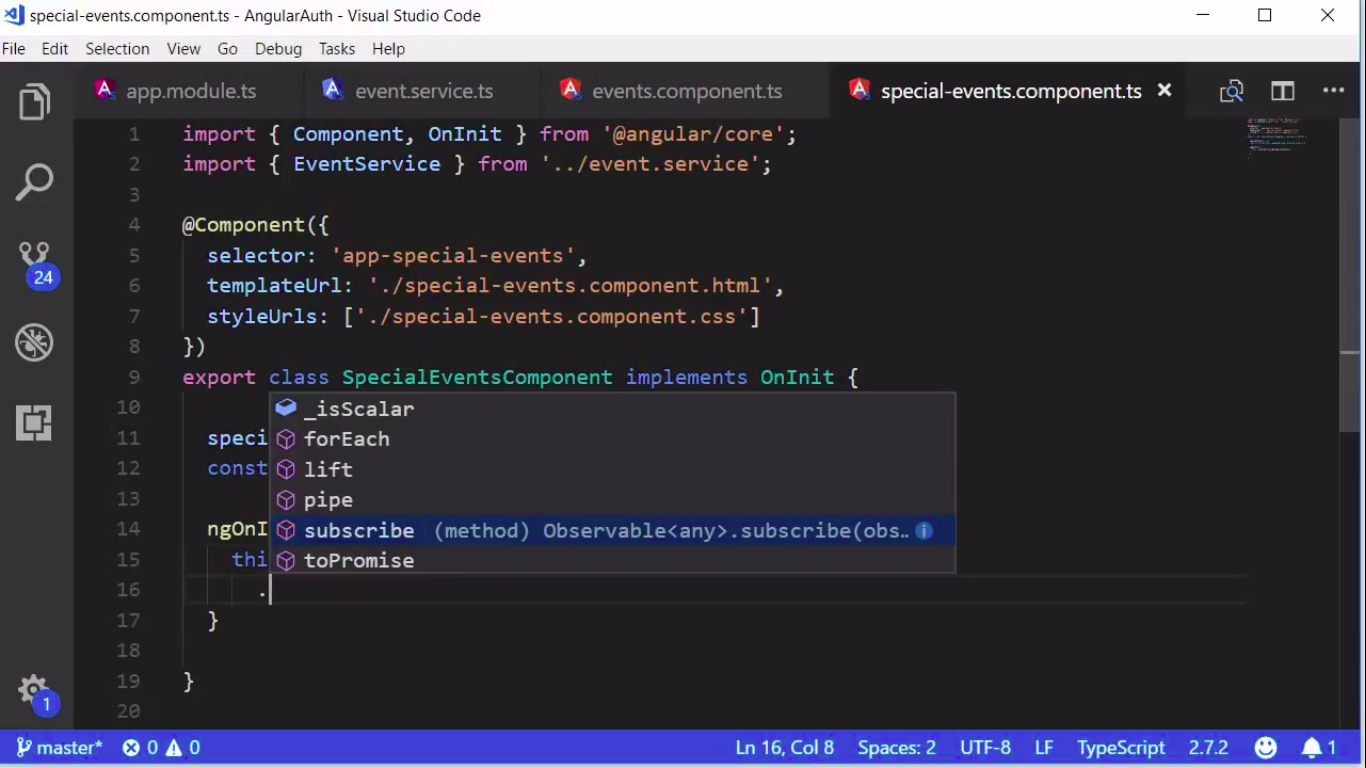 special-events.component.ts - AngularAuth - Visual Studio Code
File Edit Selection View Go Debug Tasks Help
app.module.ts event.service.ts events.component.ts special-events.component.ts
1 import { Component, OnInit } from '@angular/core';
2 import { EventService } from '../event.service';
3
4 @Component({
5 selector: 'app-special-events',
6 templateUrl: './special-events.component.html',
7 styleUrls: ['./special-events.component.css']
8 })
9 export class SpecialEventsComponent implements OnInit {
10 _isScalar
11 speci forEach
12 const lift
13 pipe
14 ngOnI subscribe (method) Observable<any>.subscribe(obs..
15 thi toPromise
16 .
17 }
18
19 }
20
24
1
master* 0 0 Ln 16, Col 8 Spaces: 2 UTF-8 LF TypeScript 2.7.2 1